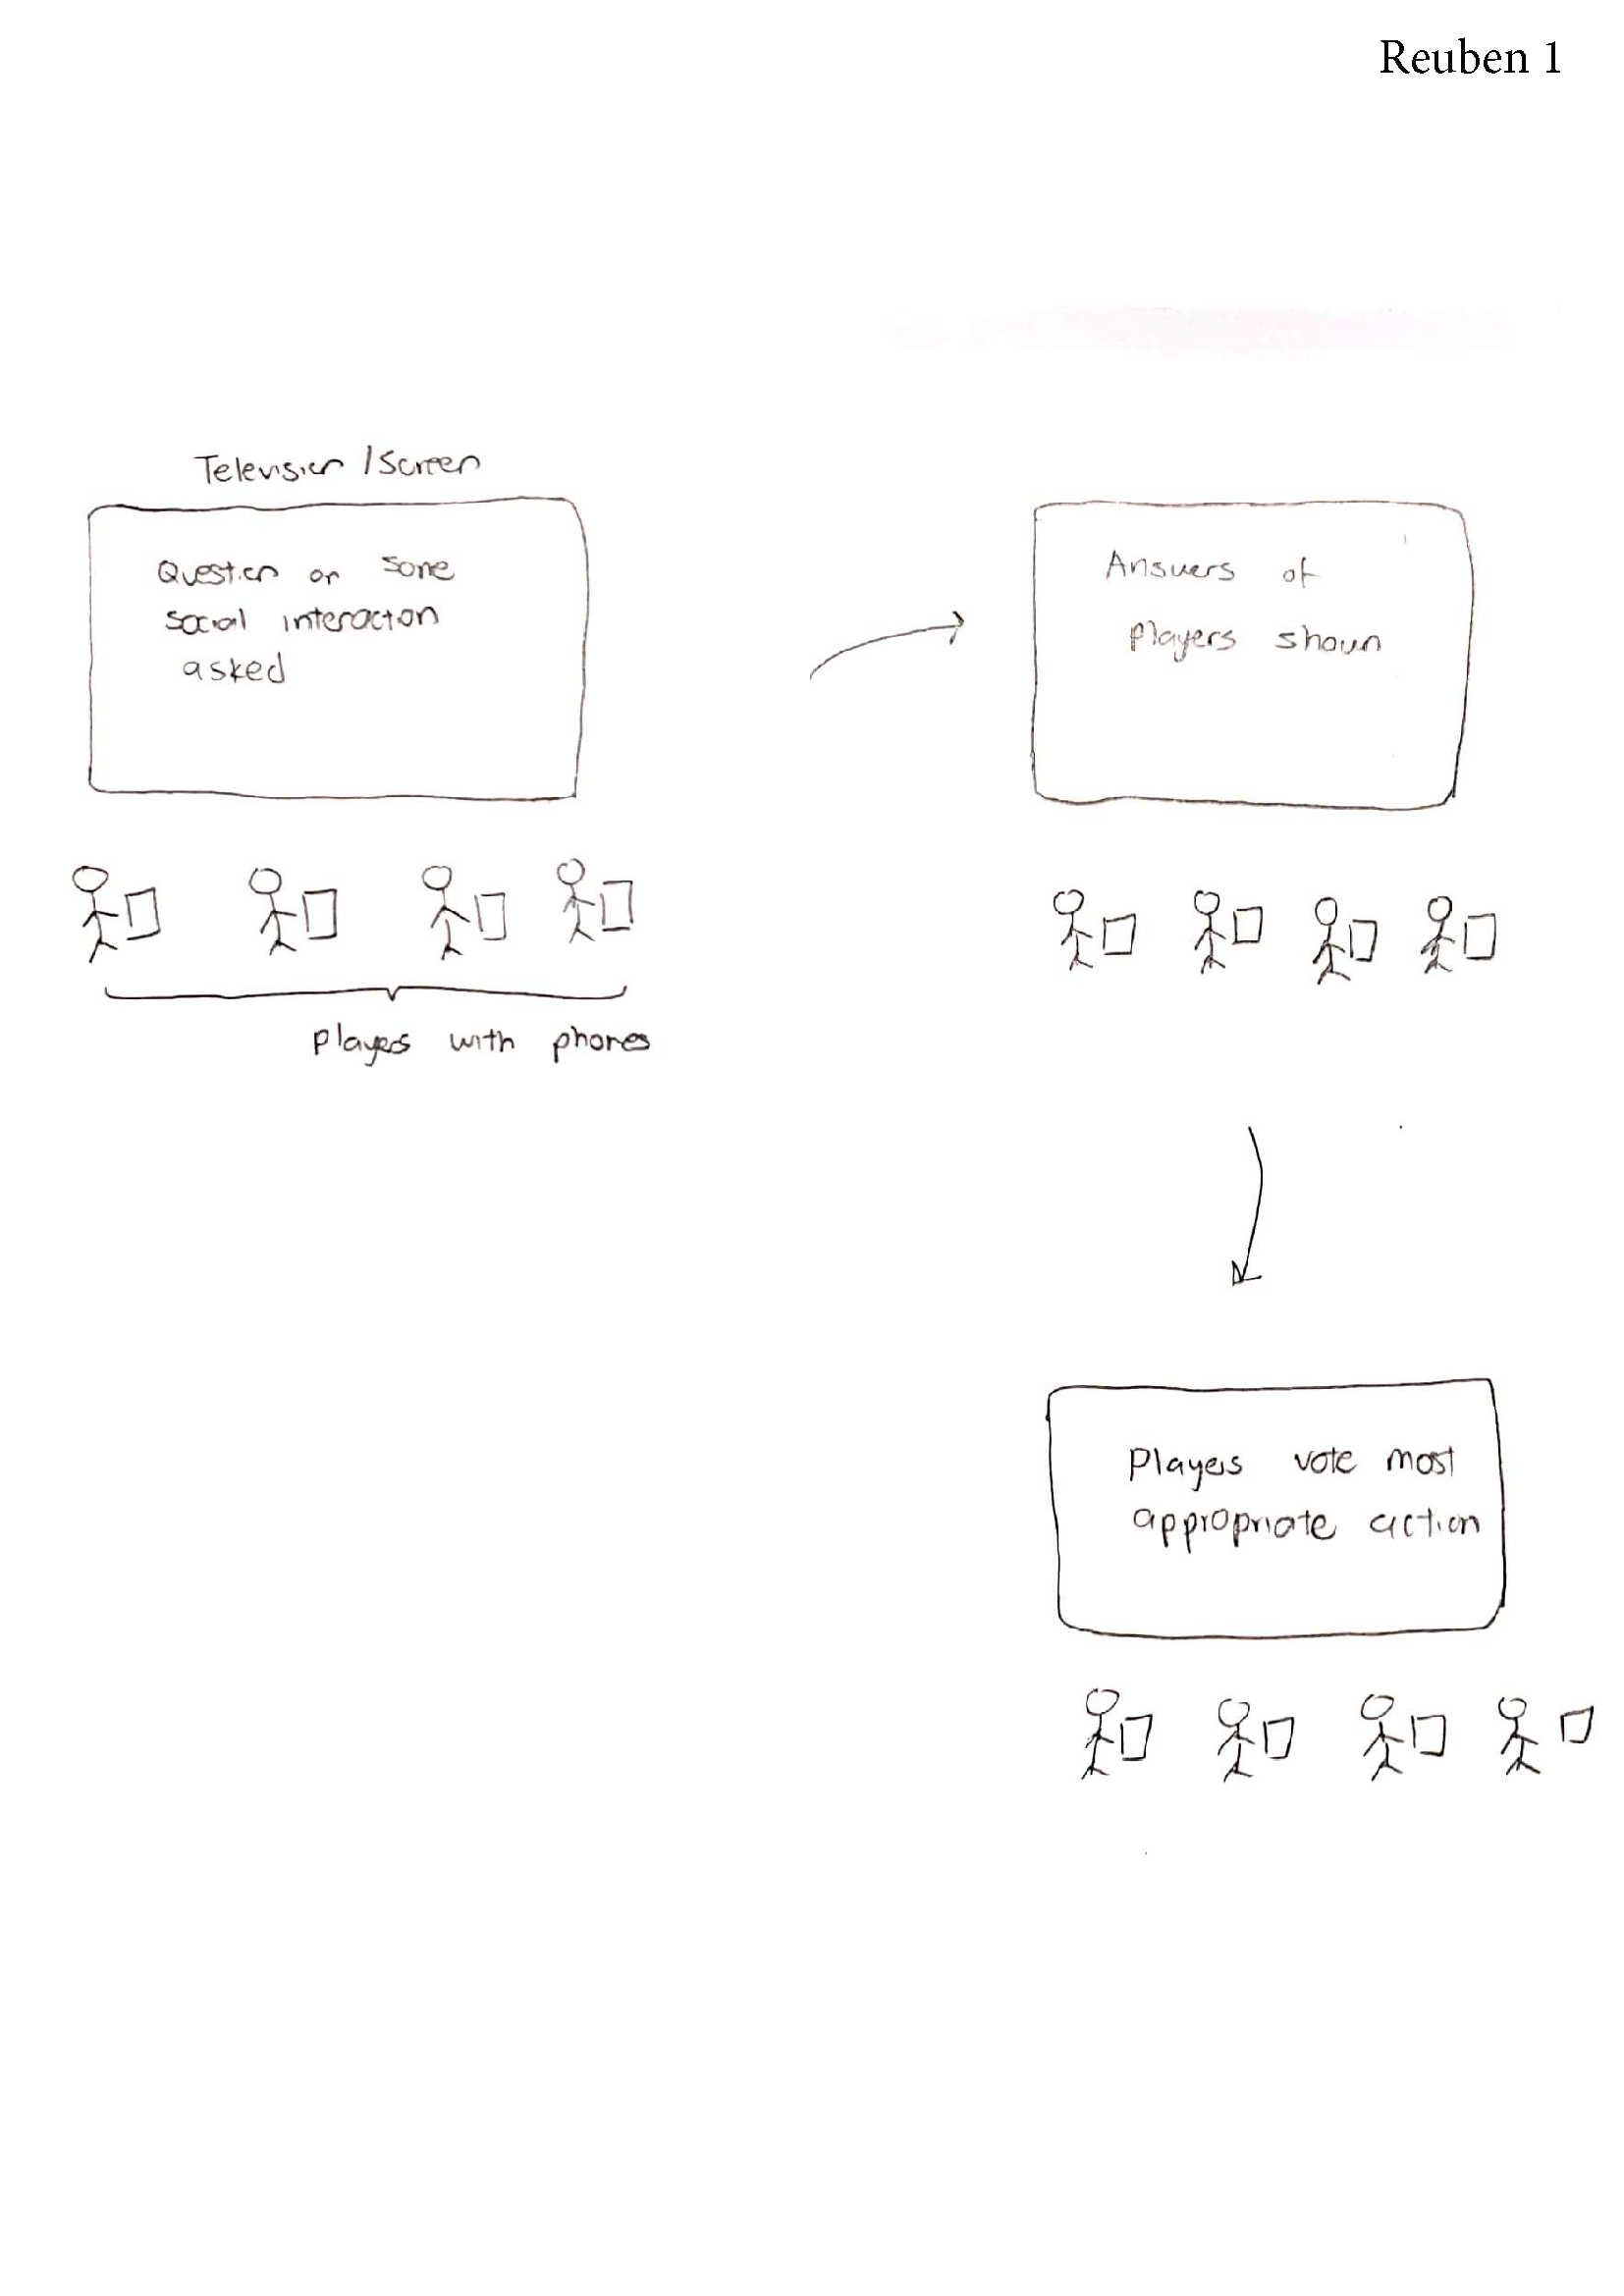 Reuben 1
Television / Screen
Question on some
social interaction
asked
Players with phones
Answers of
Players shown
Players vote most
appropriate action